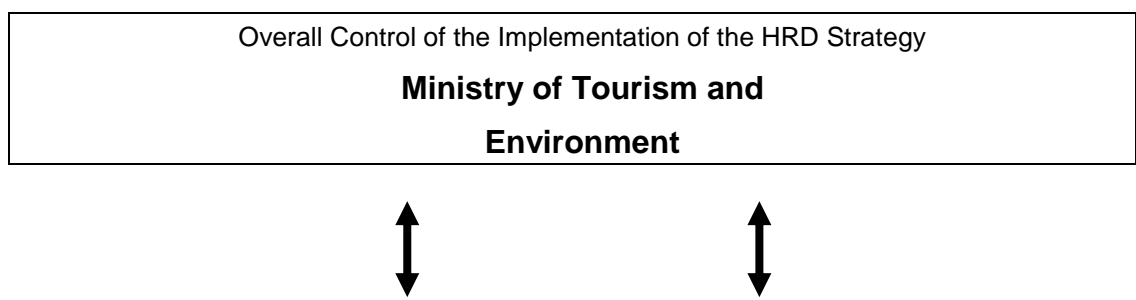 Overall Control of the Implementation of the HRD Strategy
Ministry of Tourism and
Environment